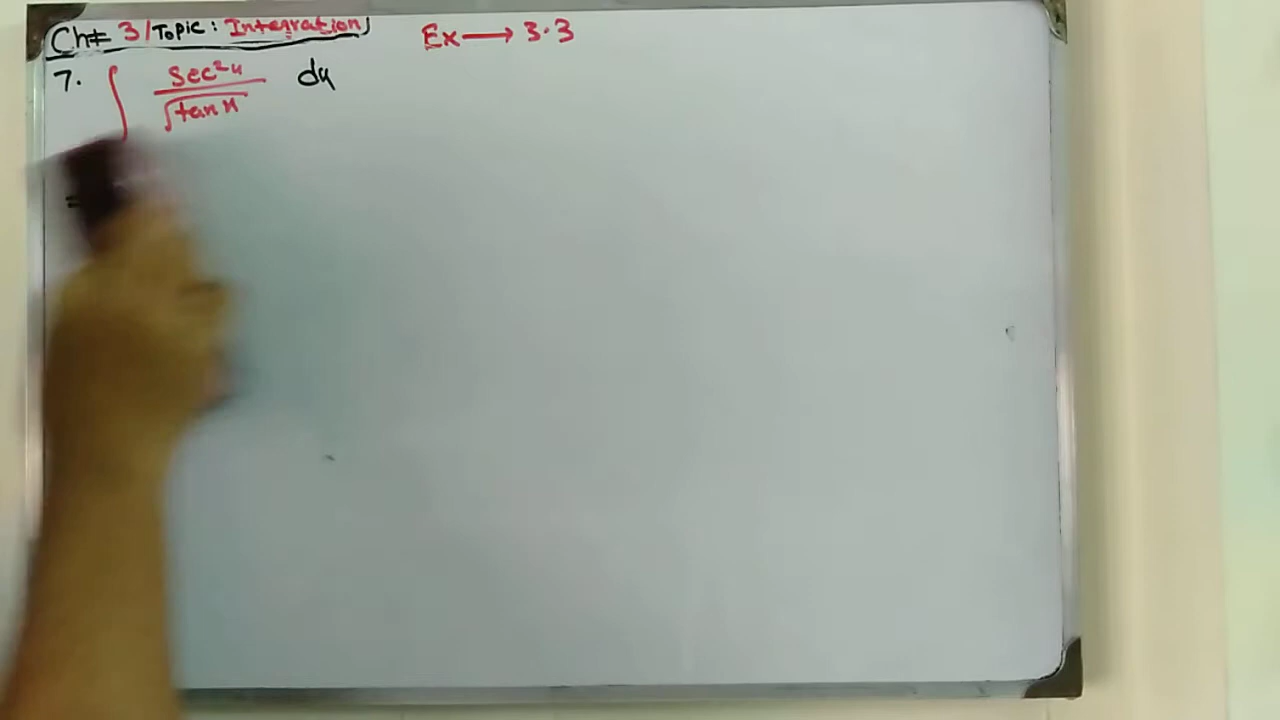 Ch# 3/Topic: Integration Ex → 3.3
7. ∫ Sec²x / √tan x dx
=